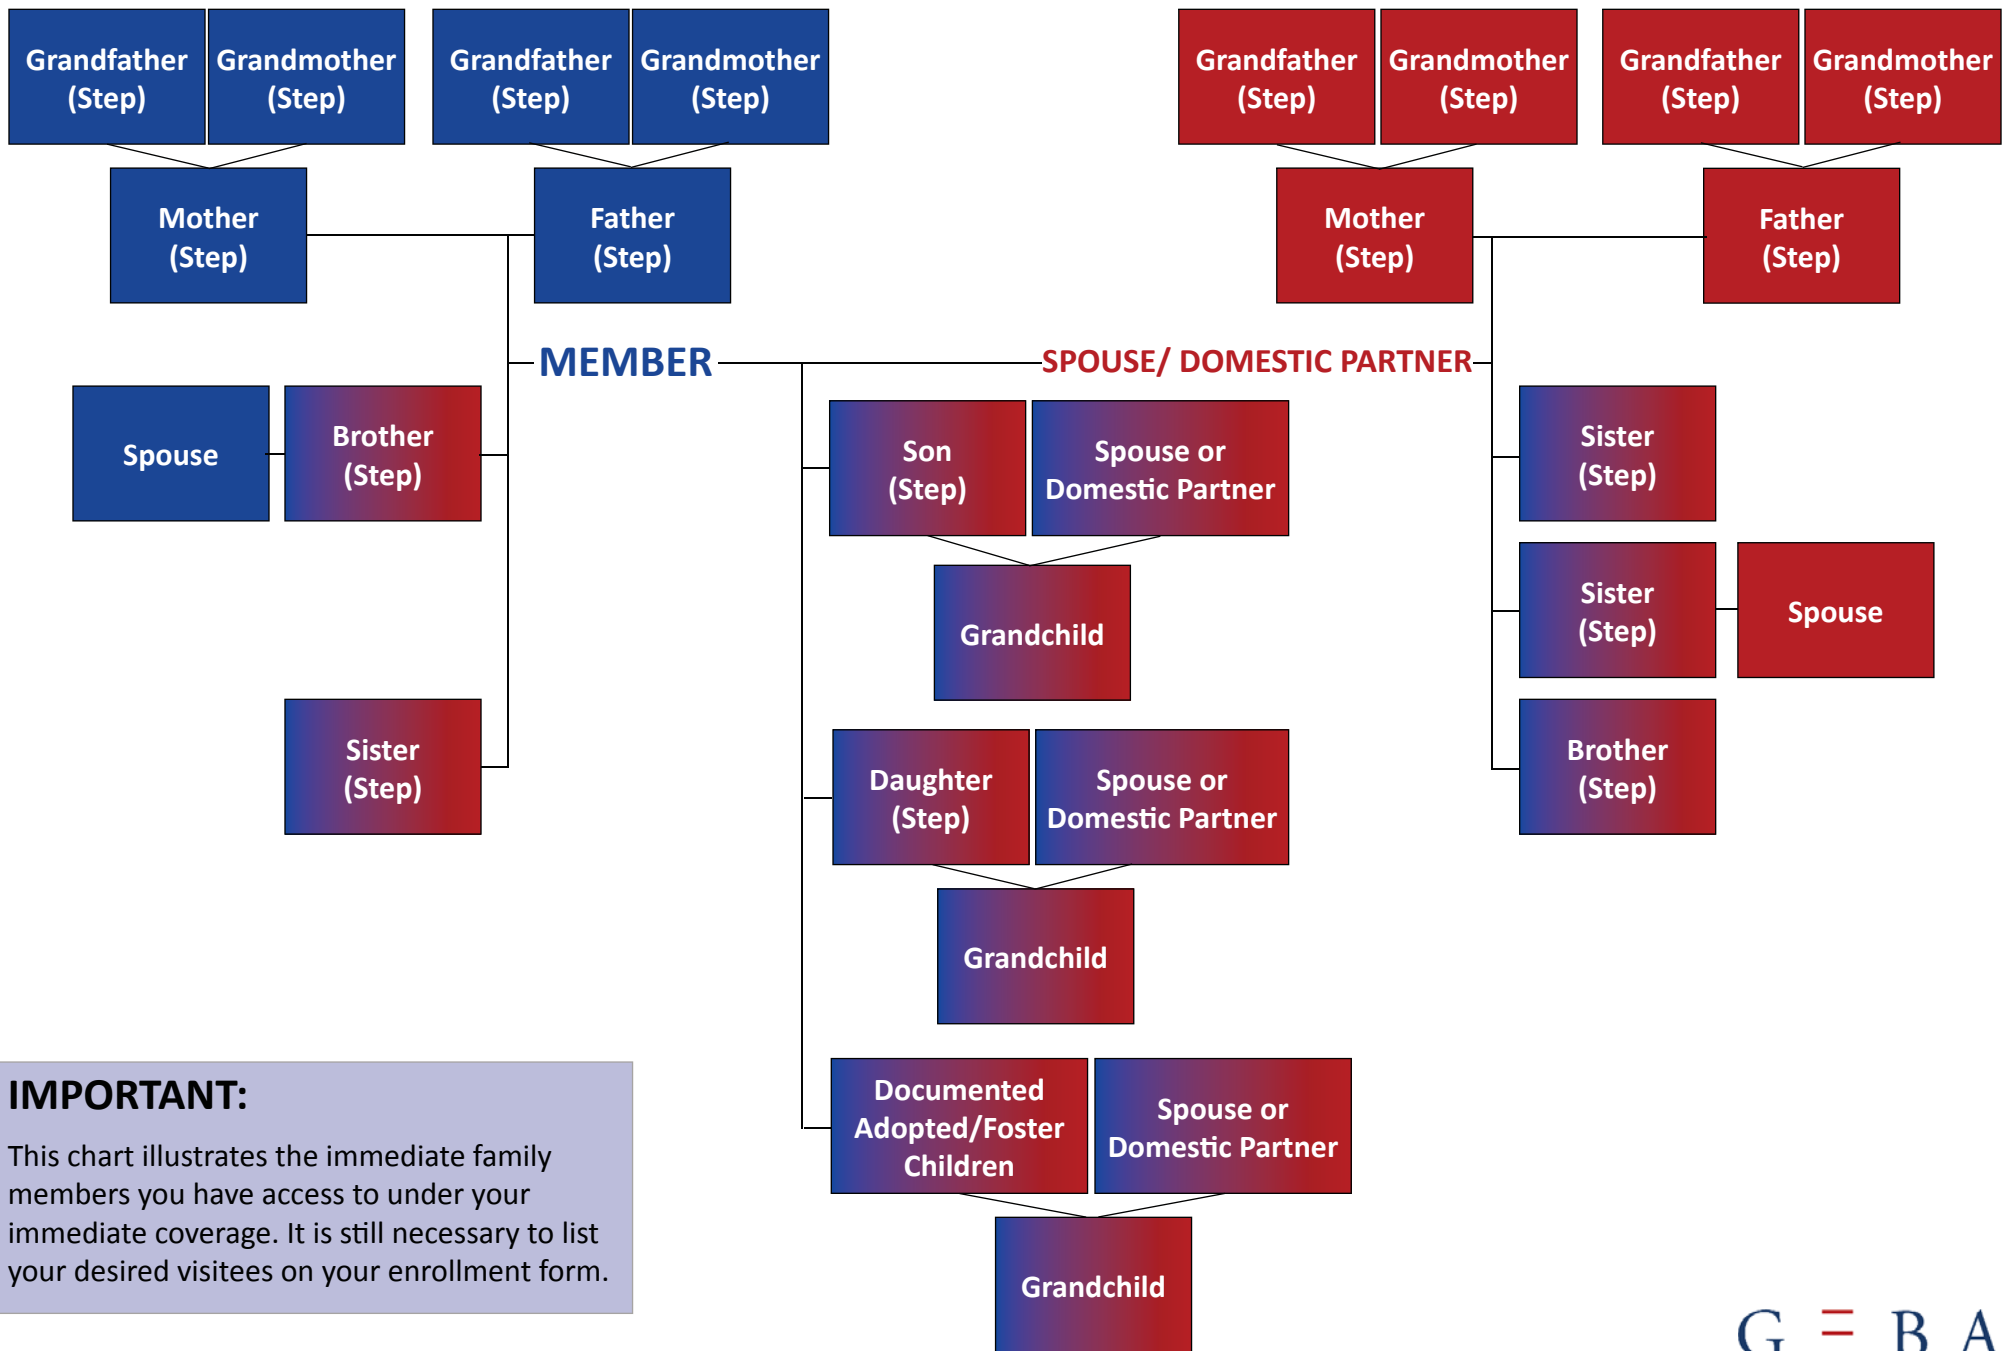 Grandfather
(Step)
Grandmother
(Step)
Grandfather
(Step)
Grandmother
(Step)
Grandfather
(Step)
Grandmother
(Step)
Grandfather
(Step)
Grandmother
(Step)
Mother
(Step)
Father
(Step)
Mother
(Step)
Father
(Step)
MEMBER
SPOUSE/ DOMESTIC PARTNER
Spouse
Brother
(Step)
Sister
(Step)
Son
(Step)
Spouse or
Domestic Partner
Grandchild
Daughter
(Step)
Spouse or
Domestic Partner
Grandchild
Documented
Adopted/Foster
Children
Spouse or
Domestic Partner
Grandchild
Sister
(Step)
Sister
(Step)
Spouse
Brother
(Step)
IMPORTANT:
This chart illustrates the immediate family
members you have access to under your
immediate coverage. It is still necessary to list
your desired visitees on your enrollment form.
G E B A